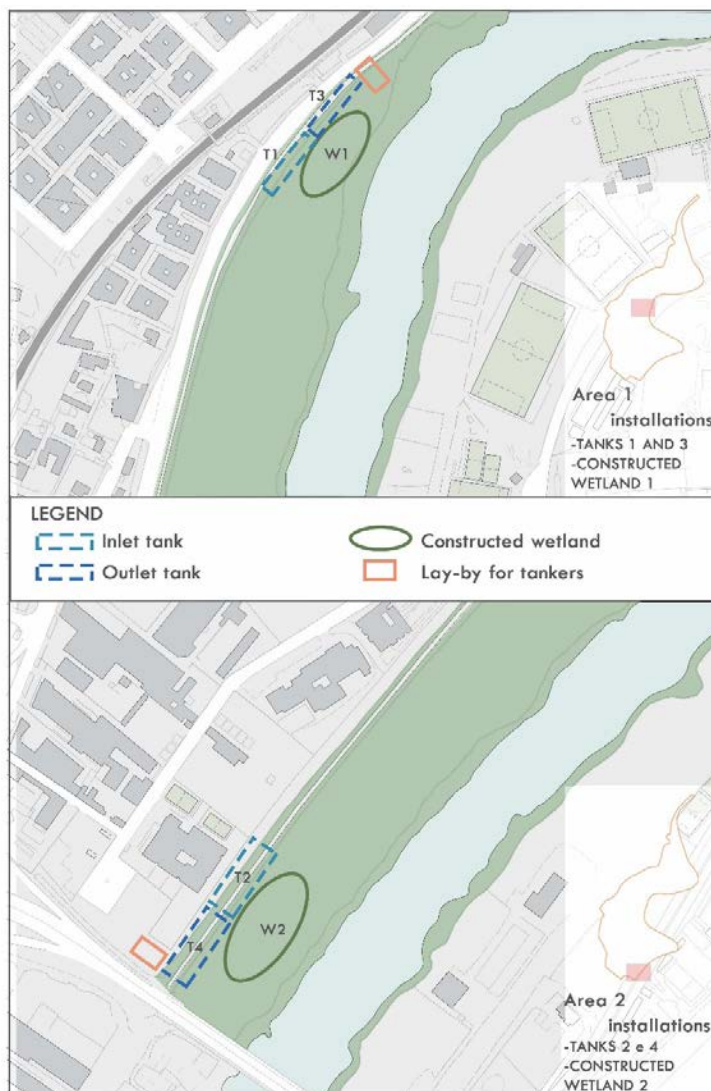 T3
T1
W1
Area 1
installations
-TANKS 1 AND 3
-CONSTRUCTED
WETLAND 1
LEGEND
Inlet tank
Constructed wetland
Outlet tank
Lay-by for tankers
T2
W2
T4
Area 2
installations
-TANKS 2 e 4
-CONSTRUCTED
WETLAND 2